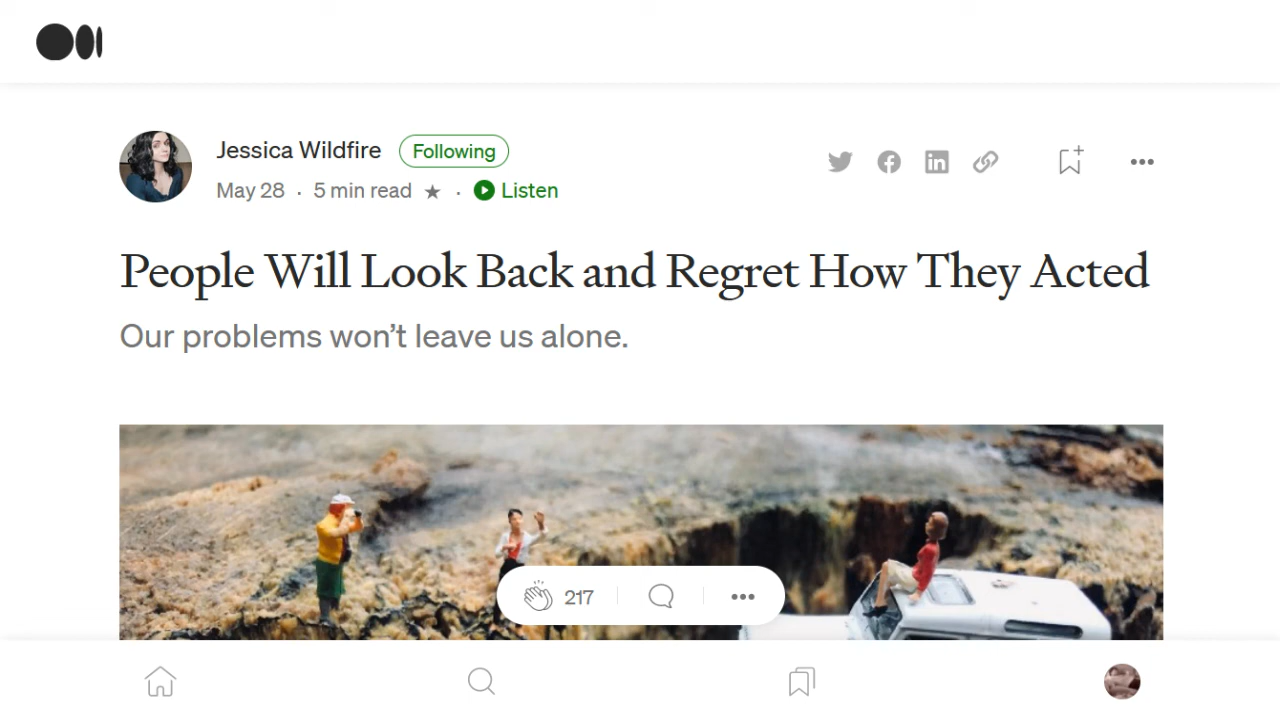 Jessica Wildfire Following
May 28 · 5 min read ★ · Listen
People Will Look Back and Regret How They Acted
Our problems won’t leave us alone.
217